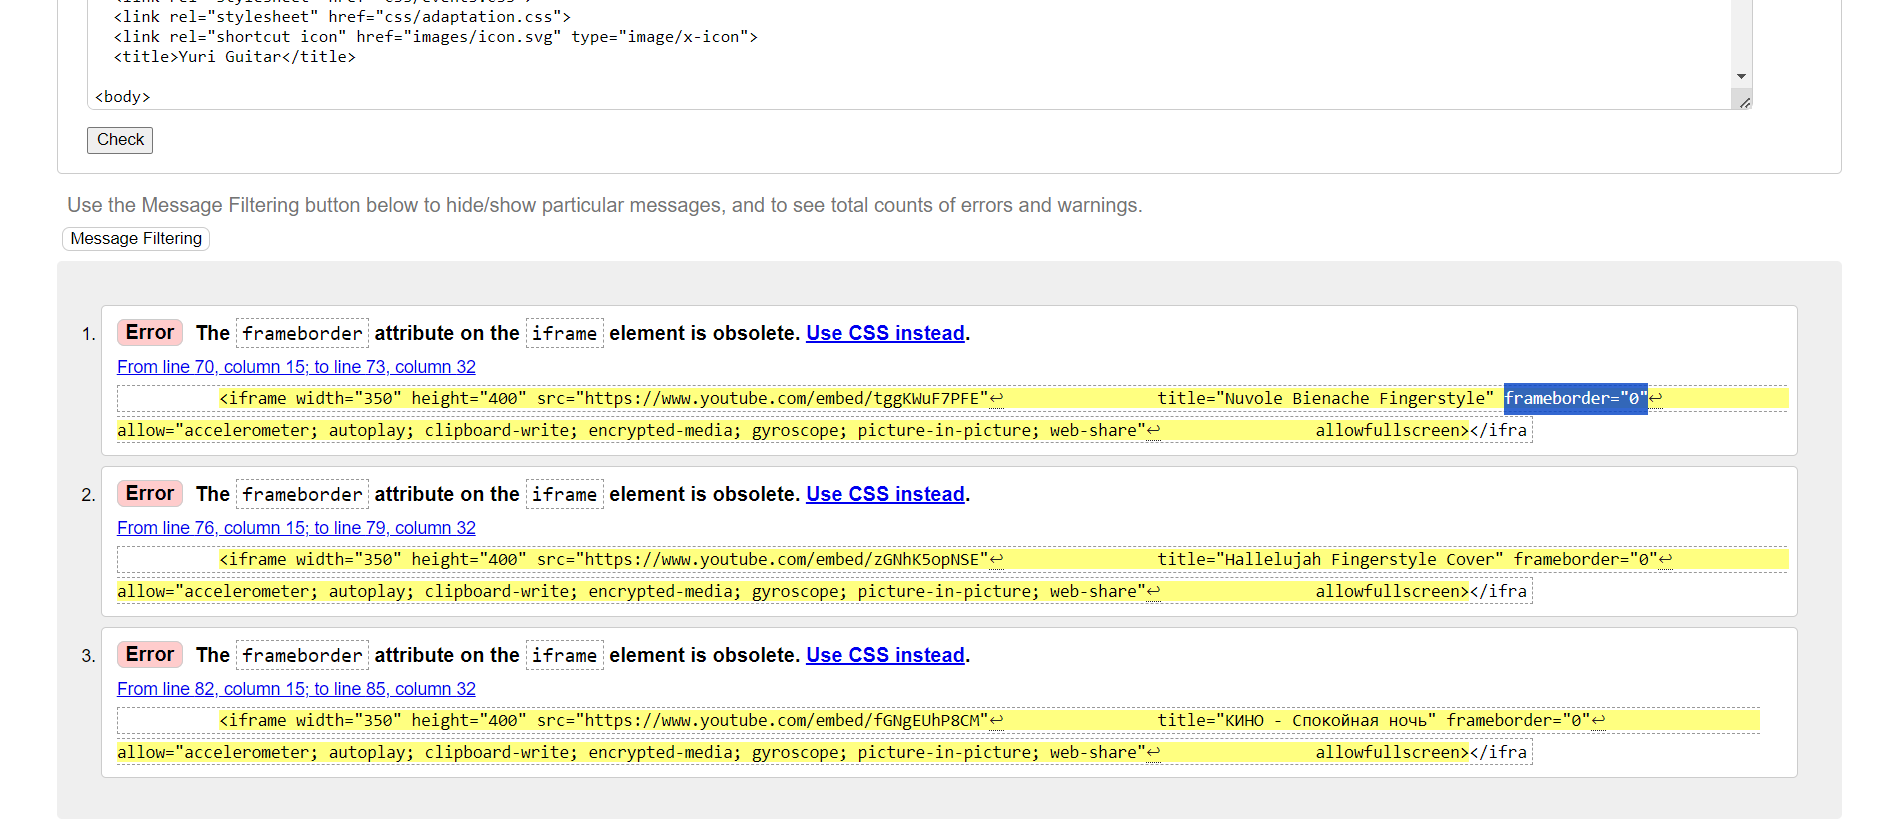 <link rel="stylesheet" href="css/adaptation.css">
<link rel="shortcut icon" href="images/icon.svg" type="image/x-icon">
<title>Yuri Guitar</title>
<body>
Check
Use the Message Filtering button below to hide/show particular messages, and to see total counts of errors and warnings.
Message Filtering
1. Error The frameborder attribute on the iframe element is obsolete. Use CSS instead.
From line 70, column 15; to line 73, column 32
<iframe width="350" height="400" src="https://www.youtube.com/embed/tggKWuF7PFE"↩ title="Nuvole Bienache Fingerstyle" frameborder="0"↩
allow="accelerometer; autoplay; clipboard-write; encrypted-media; gyroscope; picture-in-picture; web-share"↩ allowfullscreen></ifra
2. Error The frameborder attribute on the iframe element is obsolete. Use CSS instead.
From line 76, column 15; to line 79, column 32
<iframe width="350" height="400" src="https://www.youtube.com/embed/zGNhK5opNSE"↩ title="Hallelujah Fingerstyle Cover" frameborder="0"↩
allow="accelerometer; autoplay; clipboard-write; encrypted-media; gyroscope; picture-in-picture; web-share"↩ allowfullscreen></ifra
3. Error The frameborder attribute on the iframe element is obsolete. Use CSS instead.
From line 82, column 15; to line 85, column 32
<iframe width="350" height="400" src="https://www.youtube.com/embed/fGNgEUhP8CM"↩ title="КИНО - Спокойная ночь" frameborder="0"↩
allow="accelerometer; autoplay; clipboard-write; encrypted-media; gyroscope; picture-in-picture; web-share"↩ allowfullscreen></ifra